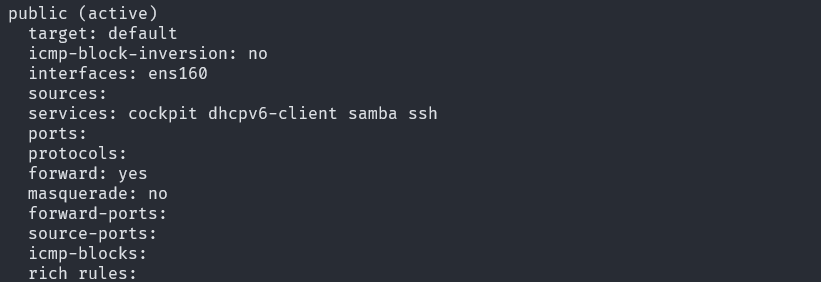 public (active)
  target: default
  icmp-block-inversion: no
  interfaces: ens160
  sources:
  services: cockpit dhcpv6-client samba ssh
  ports:
  protocols:
  forward: yes
  masquerade: no
  forward-ports:
  source-ports:
  icmp-blocks:
  rich rules: